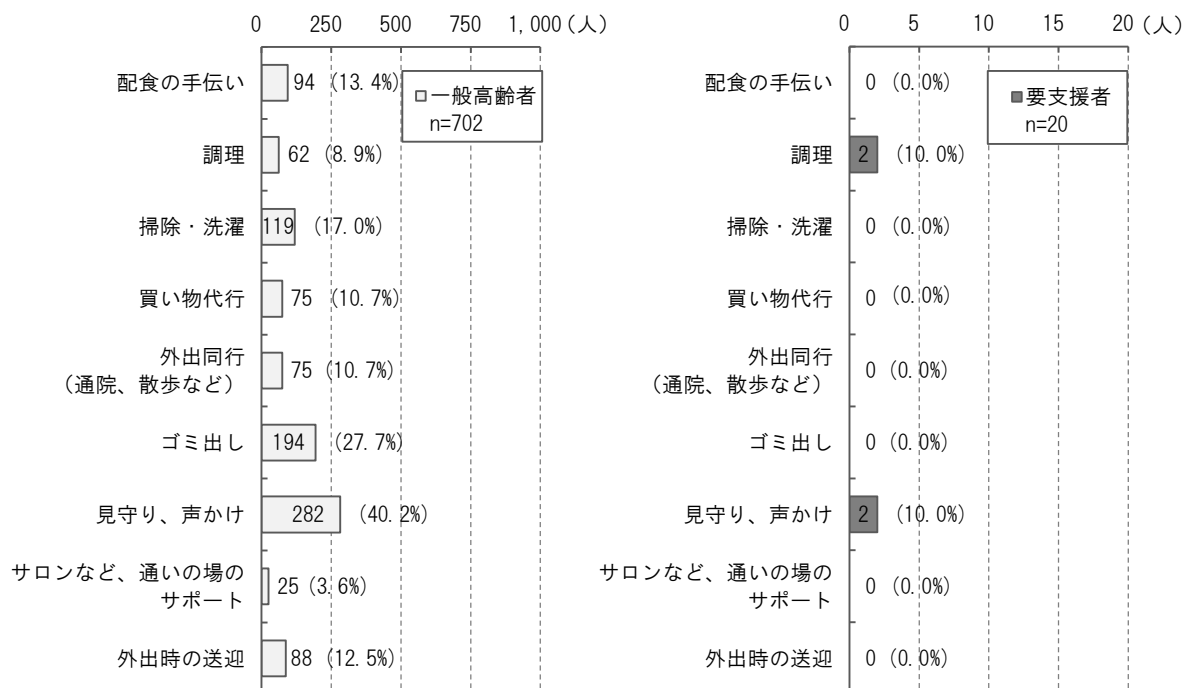 0 250 500 750 1,000 (人)
配食の手伝い 94 (13.4%)
調理 62 (8.9%)
掃除・洗濯 119 (17.0%)
買い物代行 75 (10.7%)
外出同行
(通院、散歩など) 75 (10.7%)
ゴミ出し 194 (27.7%)
見守り、声かけ 282 (40.2%)
サロンなど、通いの場の
サポート 25 (3.6%)
外出時の送迎 88 (12.5%)
一般高齢者
n=702
0 5 10 15 20 (人)
配食の手伝い 0 (0.0%)
調理 2 (10.0%)
掃除・洗濯 0 (0.0%)
買い物代行 0 (0.0%)
外出同行
(通院、散歩など) 0 (0.0%)
ゴミ出し 0 (0.0%)
見守り、声かけ 2 (10.0%)
サロンなど、通いの場の
サポート 0 (0.0%)
外出時の送迎 0 (0.0%)
要支援者
n=20